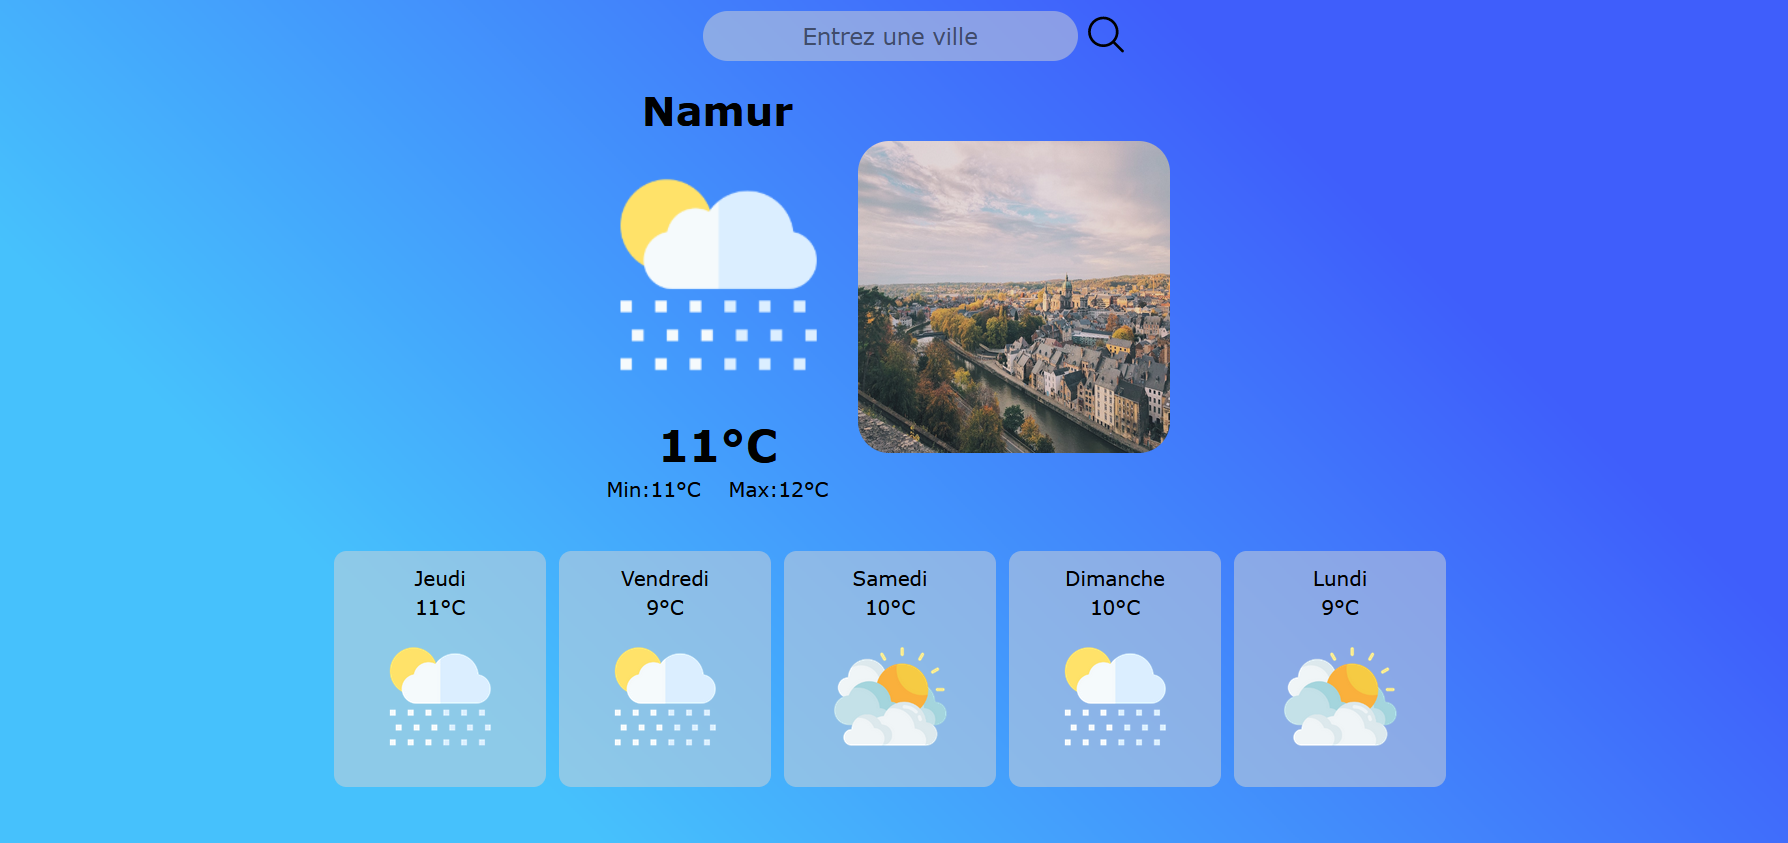 Entrez une ville
Namur
11°C
Min:11°C Max:12°C
Jeudi
11°C
Vendredi
9°C
Samedi
10°C
Dimanche
10°C
Lundi
9°C